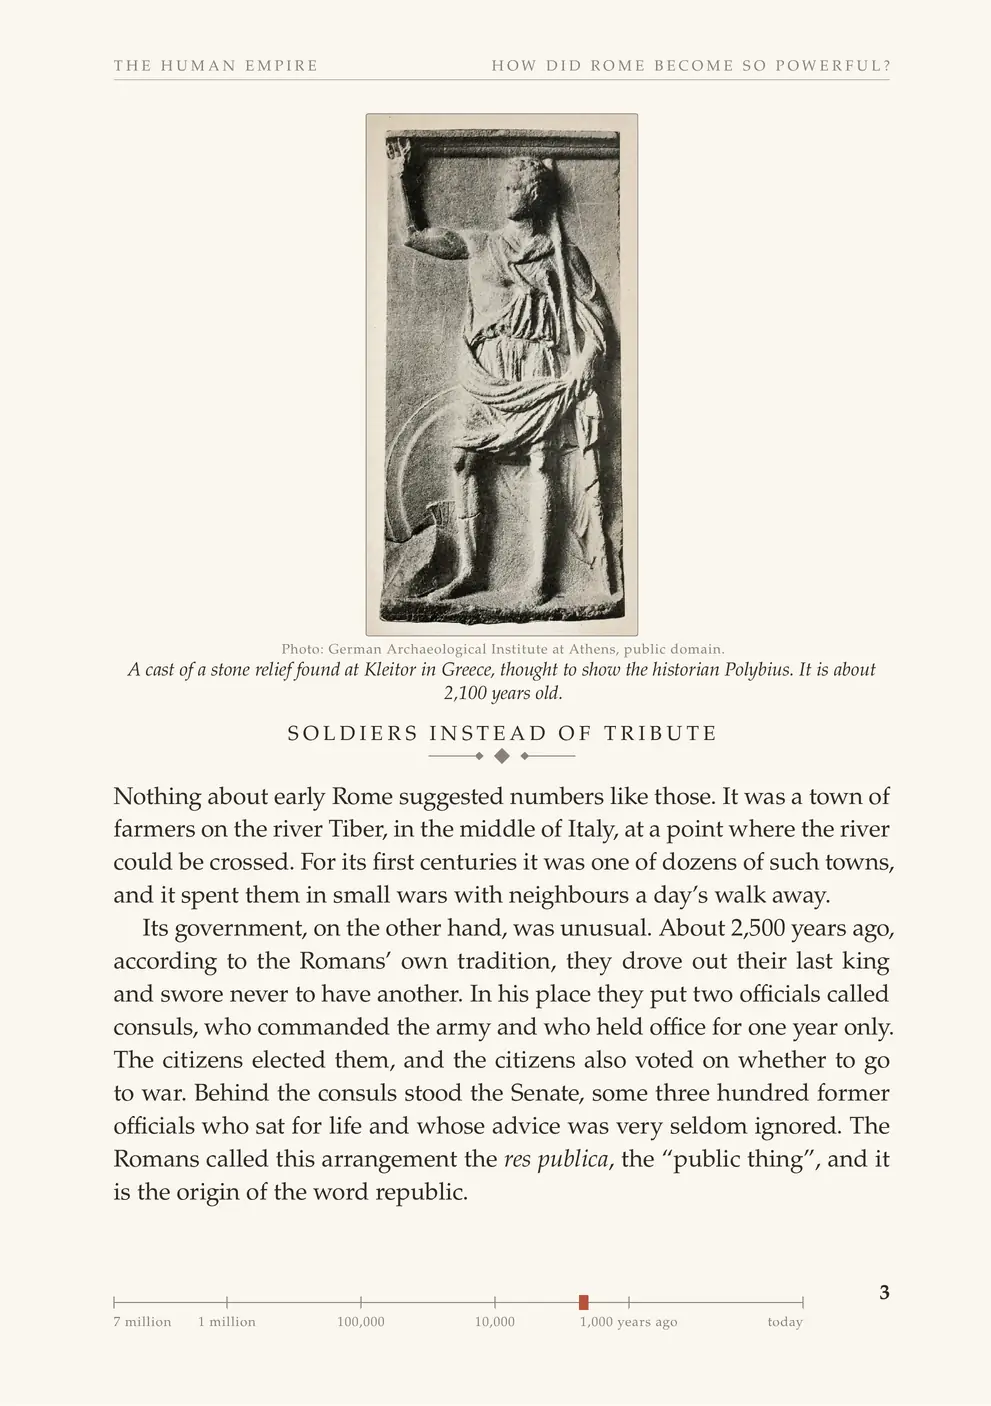 THE HUMAN EMPIRE
HOW DID ROME BECOME SO POWERFUL?
Photo: German Archaeological Institute at Athens, public domain.
A cast of a stone relief found at Kleitor in Greece, thought to show the historian Polybius. It is about
2,100 years old.
SOLDIERS INSTEAD OF TRIBUTE
Nothing about early Rome suggested numbers like those. It was a town of
farmers on the river Tiber, in the middle of Italy, at a point where the river
could be crossed. For its first centuries it was one of dozens of such towns,
and it spent them in small wars with neighbours a day’s walk away.
Its government, on the other hand, was unusual. About 2,500 years ago,
according to the Romans’ own tradition, they drove out their last king
and swore never to have another. In his place they put two officials called
consuls, who commanded the army and who held office for one year only.
The citizens elected them, and the citizens also voted on whether to go
to war. Behind the consuls stood the Senate, some three hundred former
officials who sat for life and whose advice was very seldom ignored. The
Romans called this arrangement the res publica, the “public thing”, and it
is the origin of the word republic.
3
7 million 1 million 100,000 10,000 1,000 years ago today